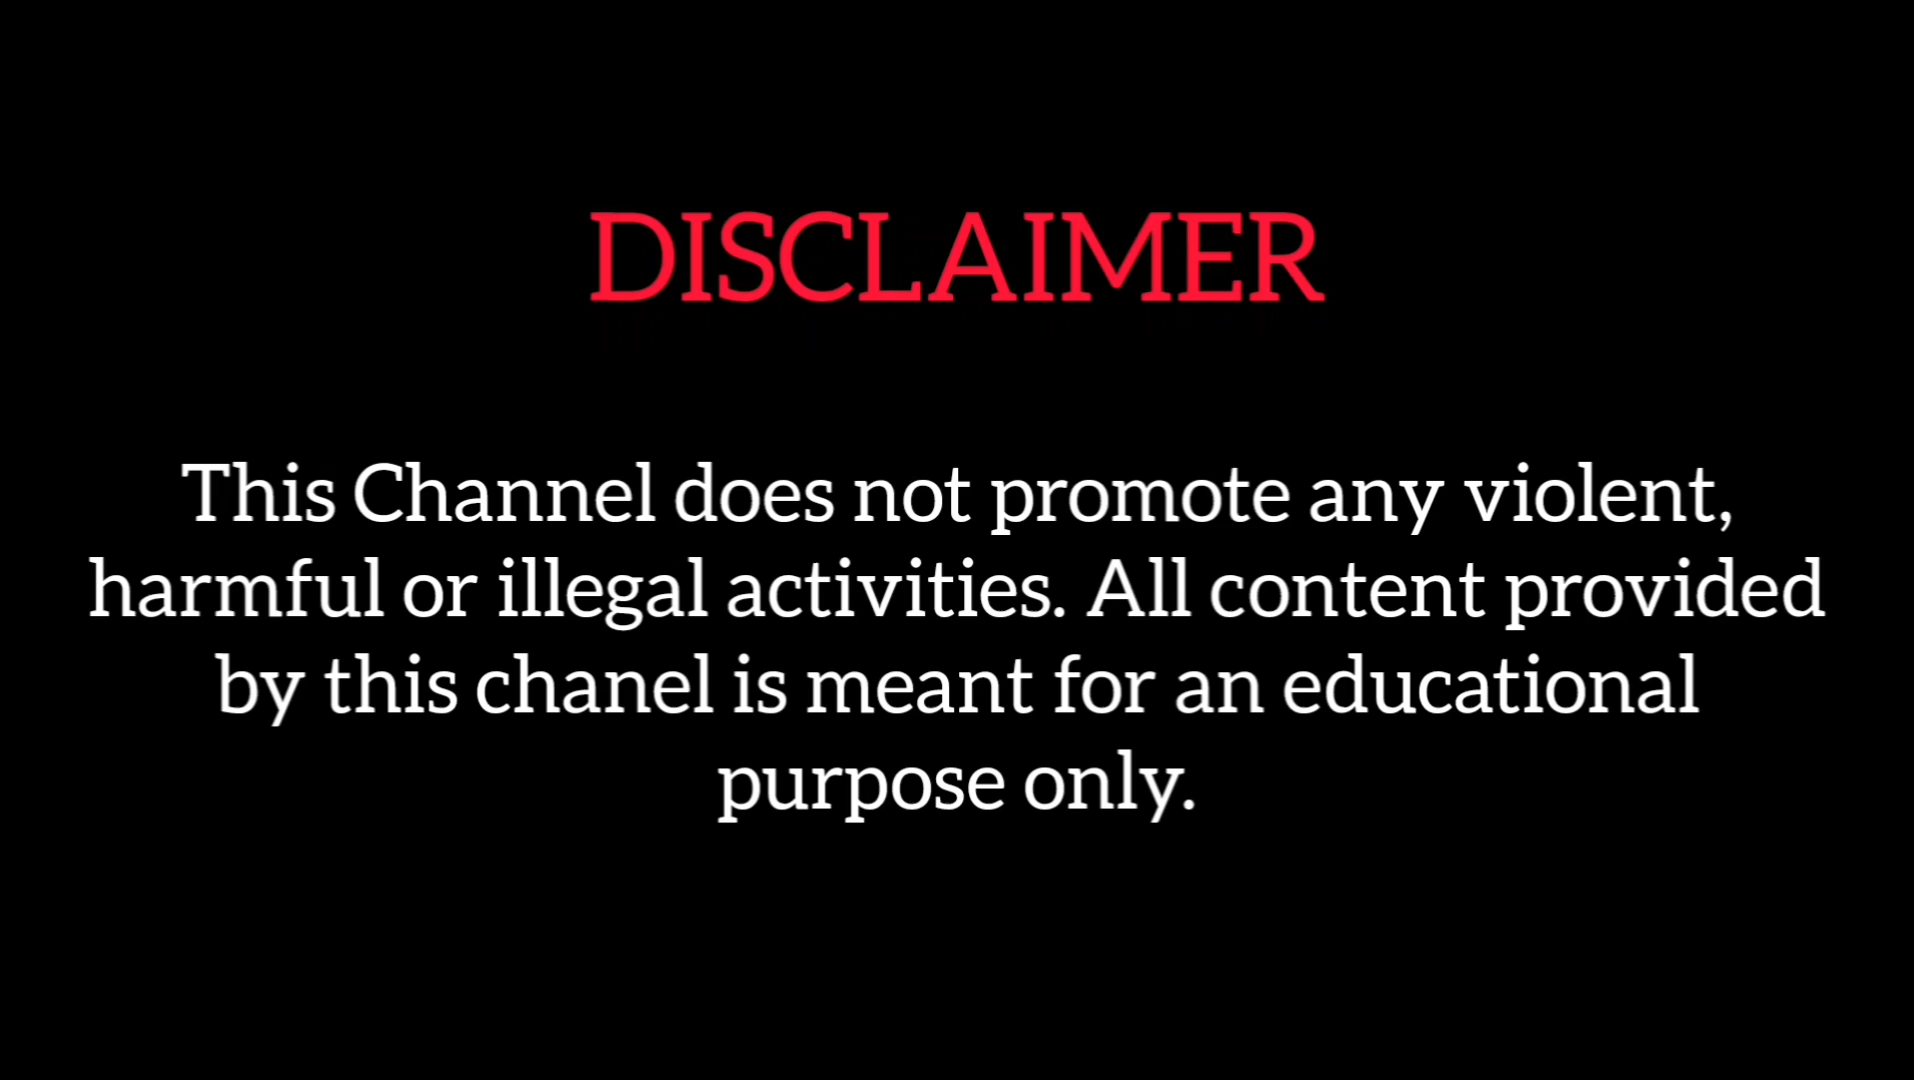 DISCLAIMER
This Channel does not promote any violent,
harmful or illegal activities. All content provided
by this chanel is meant for an educational
purpose only.